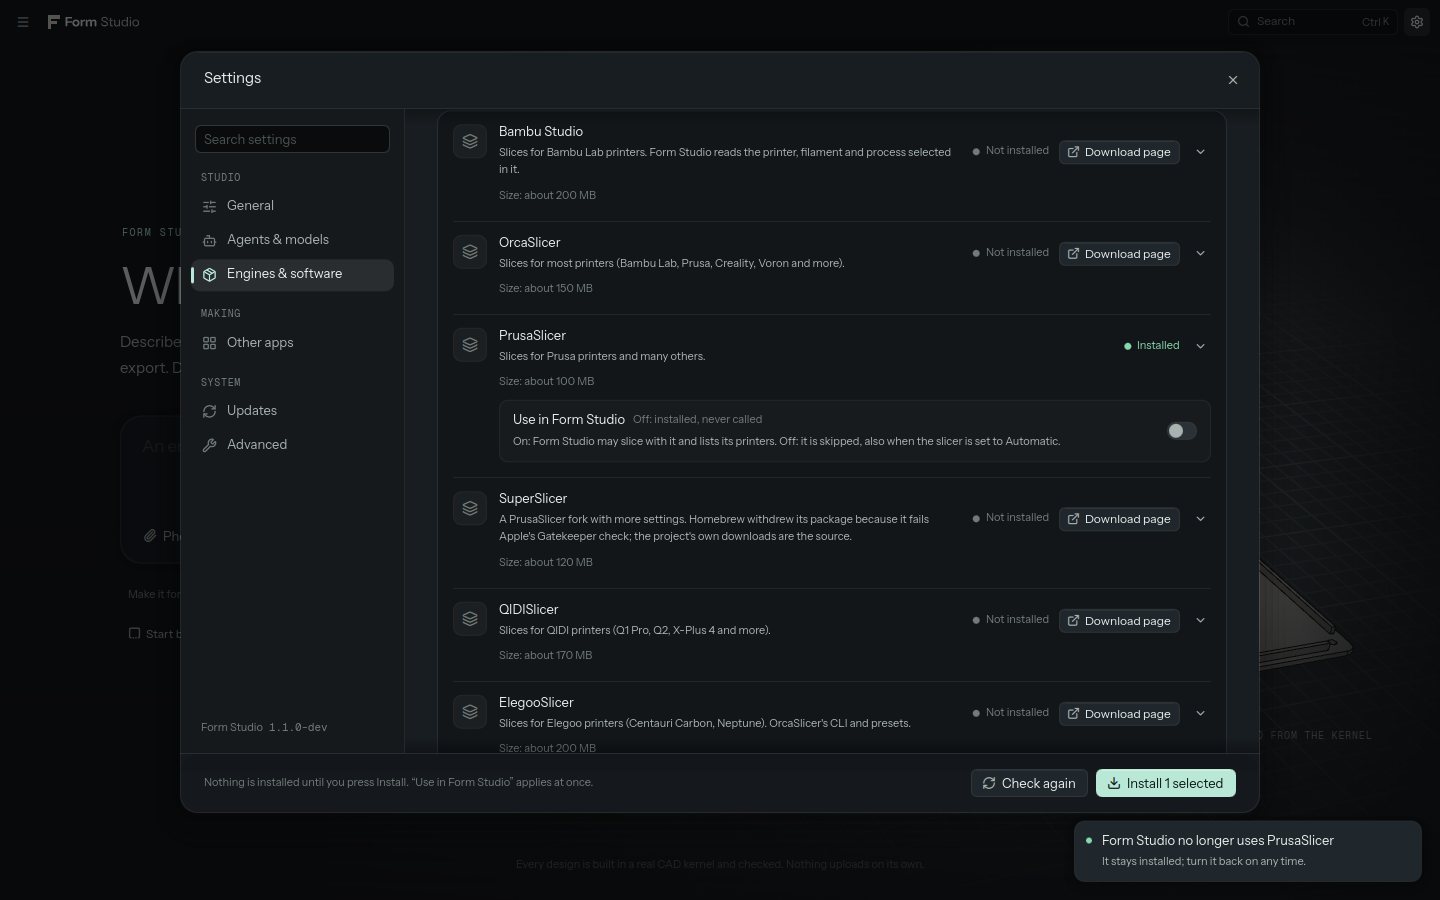 Form Studio
Search Ctrl K
Settings
Search settings
STUDIO
General
Agents & models
Engines & software
MAKING
Other apps
SYSTEM
Updates
Advanced
Form Studio 1.1.0-dev
Bambu Studio
Slices for Bambu Lab printers. Form Studio reads the printer, filament and process selected
in it.
Size: about 200 MB
Not installed
Download page
OrcaSlicer
Slices for most printers (Bambu Lab, Prusa, Creality, Voron and more).
Size: about 150 MB
Not installed
Download page
PrusaSlicer
Slices for Prusa printers and many others.
Size: about 100 MB
Installed
Use in Form Studio Off: installed, never called
On: Form Studio may slice with it and lists its printers. Off: it is skipped, also when the slicer is set to Automatic.
SuperSlicer
A PrusaSlicer fork with more settings. Homebrew withdrew its package because it fails
Apple's Gatekeeper check; the project's own downloads are the source.
Size: about 120 MB
Not installed
Download page
QIDISlicer
Slices for QIDI printers (Q1 Pro, Q2, X-Plus 4 and more).
Size: about 170 MB
Not installed
Download page
ElegooSlicer
Slices for Elegoo printers (Centauri Carbon, Neptune). OrcaSlicer's CLI and presets.
Size: about 200 MB
Not installed
Download page
Nothing is installed until you press Install. “Use in Form Studio” applies at once.
Check again
Install 1 selected
FORM STU
Describe
export. D
An en
Make it for
Start b
FROM THE KERNEL
Every design is built in a real CAD kernel and checked. Nothing uploads on its own.
Form Studio no longer uses PrusaSlicer
It stays installed; turn it back on any time.